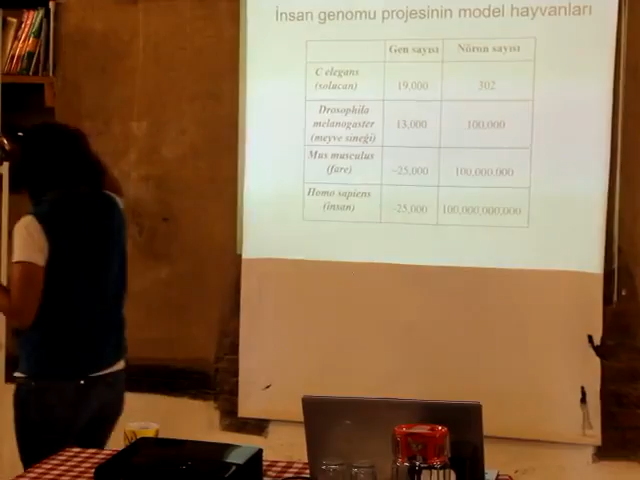 İnsan genomu projesinin model hayvanları
Gen sayısı Nöron sayısı
C elegans
(solucan) 19,000 302
Drosophila
melanogaster
(meyve sineği) 13,000 100,000
Mus musculus
(fare) ~25,000 100,000,000
Homo sapiens
(insan) ~25,000 100,000,000,000